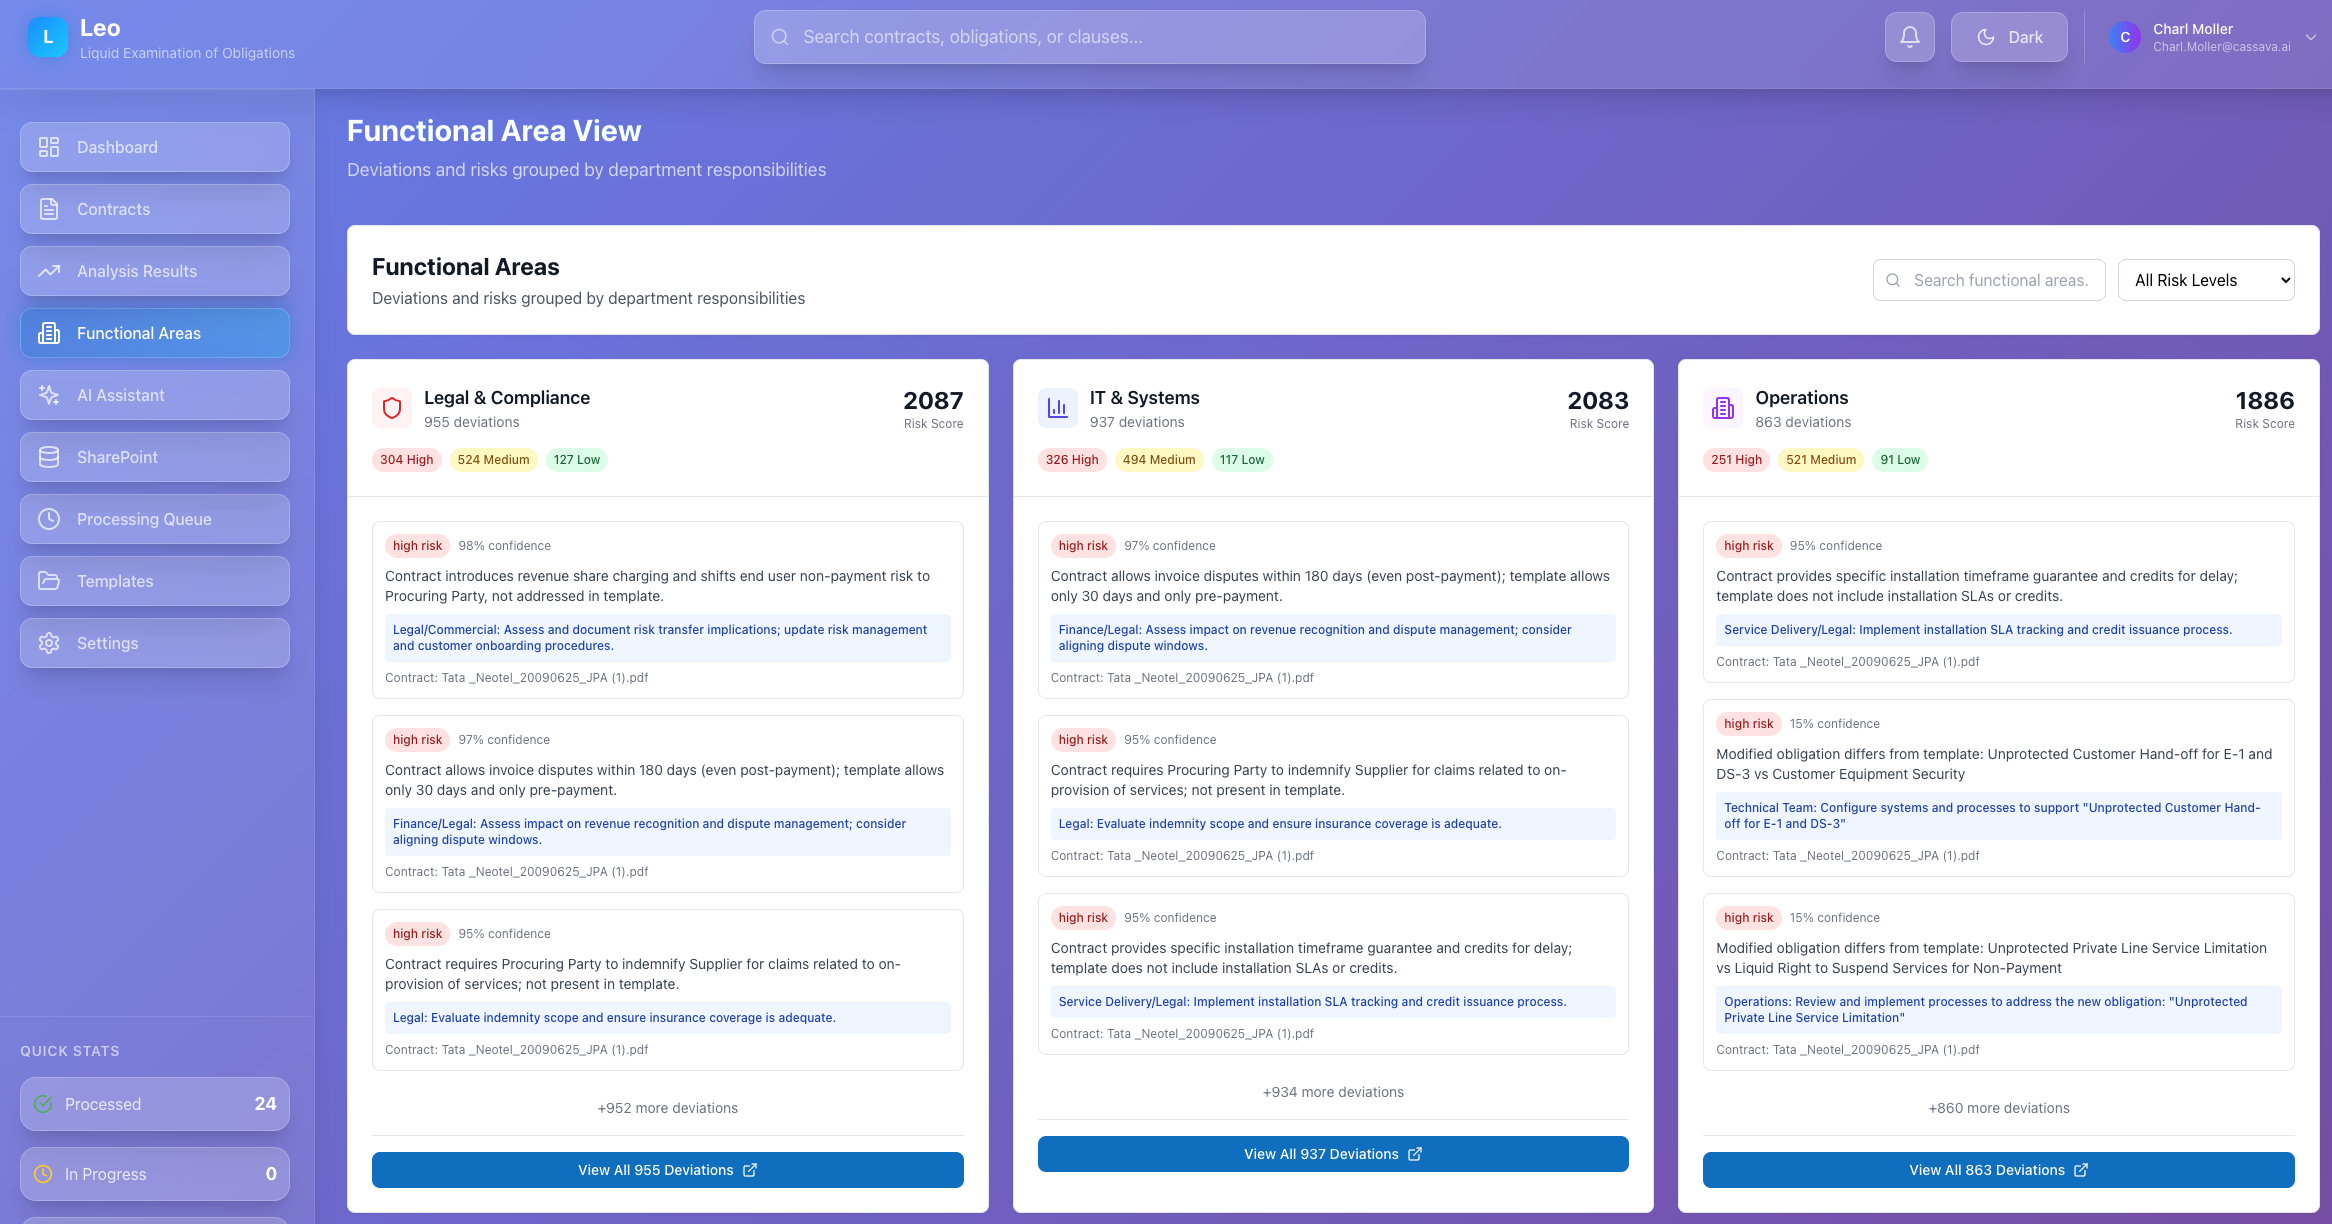 L
Leo
Liquid Examination of Obligations
Search contracts, obligations, or clauses...
Dark
C
Charl Moller
Charl.Moller@cassava.ai
Dashboard
Contracts
Analysis Results
Functional Areas
AI Assistant
SharePoint
Processing Queue
Templates
Settings
QUICK STATS
Processed 24
In Progress 0
Functional Area View
Deviations and risks grouped by department responsibilities
Functional Areas
Deviations and risks grouped by department responsibilities
Search functional areas.
All Risk Levels
Legal & Compliance
955 deviations
2087
Risk Score
304 High 524 Medium 127 Low
high risk 98% confidence
Contract introduces revenue share charging and shifts end user non-payment risk to
Procuring Party, not addressed in template.
Legal/Commercial: Assess and document risk transfer implications; update risk management
and customer onboarding procedures.
Contract: Tata _Neotel_20090625_JPA (1).pdf
high risk 97% confidence
Contract allows invoice disputes within 180 days (even post-payment); template allows
only 30 days and only pre-payment.
Finance/Legal: Assess impact on revenue recognition and dispute management; consider
aligning dispute windows.
Contract: Tata _Neotel_20090625_JPA (1).pdf
high risk 95% confidence
Contract requires Procuring Party to indemnify Supplier for claims related to on-
provision of services; not present in template.
Legal: Evaluate indemnity scope and ensure insurance coverage is adequate.
Contract: Tata _Neotel_20090625_JPA (1).pdf
+952 more deviations
View All 955 Deviations
IT & Systems
937 deviations
2083
Risk Score
326 High 494 Medium 117 Low
high risk 97% confidence
Contract allows invoice disputes within 180 days (even post-payment); template allows
only 30 days and only pre-payment.
Finance/Legal: Assess impact on revenue recognition and dispute management; consider
aligning dispute windows.
Contract: Tata _Neotel_20090625_JPA (1).pdf
high risk 95% confidence
Contract requires Procuring Party to indemnify Supplier for claims related to on-
provision of services; not present in template.
Legal: Evaluate indemnity scope and ensure insurance coverage is adequate.
Contract: Tata _Neotel_20090625_JPA (1).pdf
high risk 95% confidence
Contract provides specific installation timeframe guarantee and credits for delay;
template does not include installation SLAs or credits.
Service Delivery/Legal: Implement installation SLA tracking and credit issuance process.
Contract: Tata _Neotel_20090625_JPA (1).pdf
+934 more deviations
View All 937 Deviations
Operations
863 deviations
1886
Risk Score
251 High 521 Medium 91 Low
high risk 95% confidence
Contract provides specific installation timeframe guarantee and credits for delay;
template does not include installation SLAs or credits.
Service Delivery/Legal: Implement installation SLA tracking and credit issuance process.
Contract: Tata _Neotel_20090625_JPA (1).pdf
high risk 15% confidence
Modified obligation differs from template: Unprotected Customer Hand-off for E-1 and
DS-3 vs Customer Equipment Security
Technical Team: Configure systems and processes to support "Unprotected Customer Hand-
off for E-1 and DS-3"
Contract: Tata _Neotel_20090625_JPA (1).pdf
high risk 15% confidence
Modified obligation differs from template: Unprotected Private Line Service Limitation
vs Liquid Right to Suspend Services for Non-Payment
Operations: Review and implement processes to address the new obligation: "Unprotected
Private Line Service Limitation"
Contract: Tata _Neotel_20090625_JPA (1).pdf
+860 more deviations
View All 863 Deviations